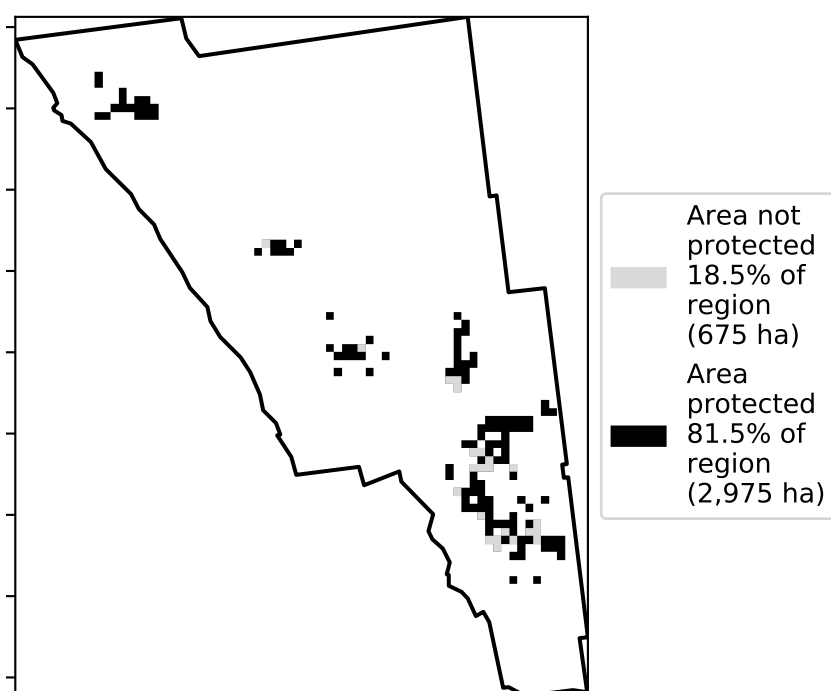 Area not
protected
18.5% of
region
(675 ha)
Area
protected
81.5% of
region
(2,975 ha)